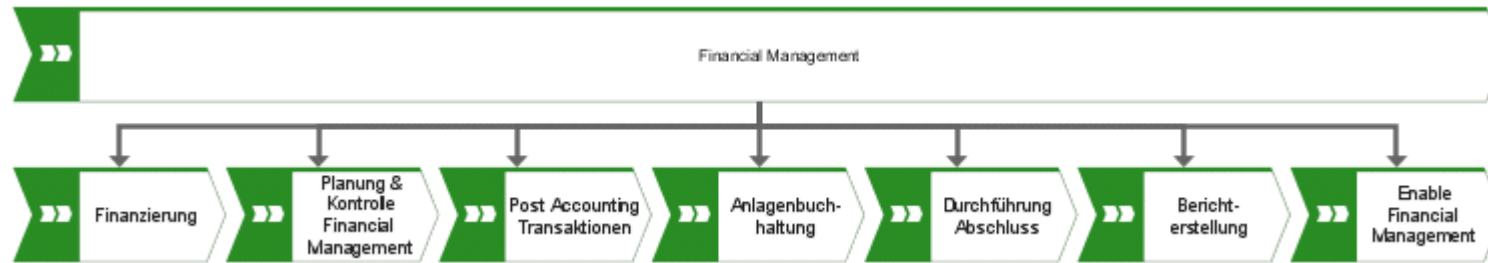 Financial Management
Finanzierung
Planung &
Kontrolle
Financial
Management
Post Accounting
Transaktionen
Anlagenbuch-
haltung
Durchführung
Abschluss
Bericht-
erstellung
Enable
Financial
Management